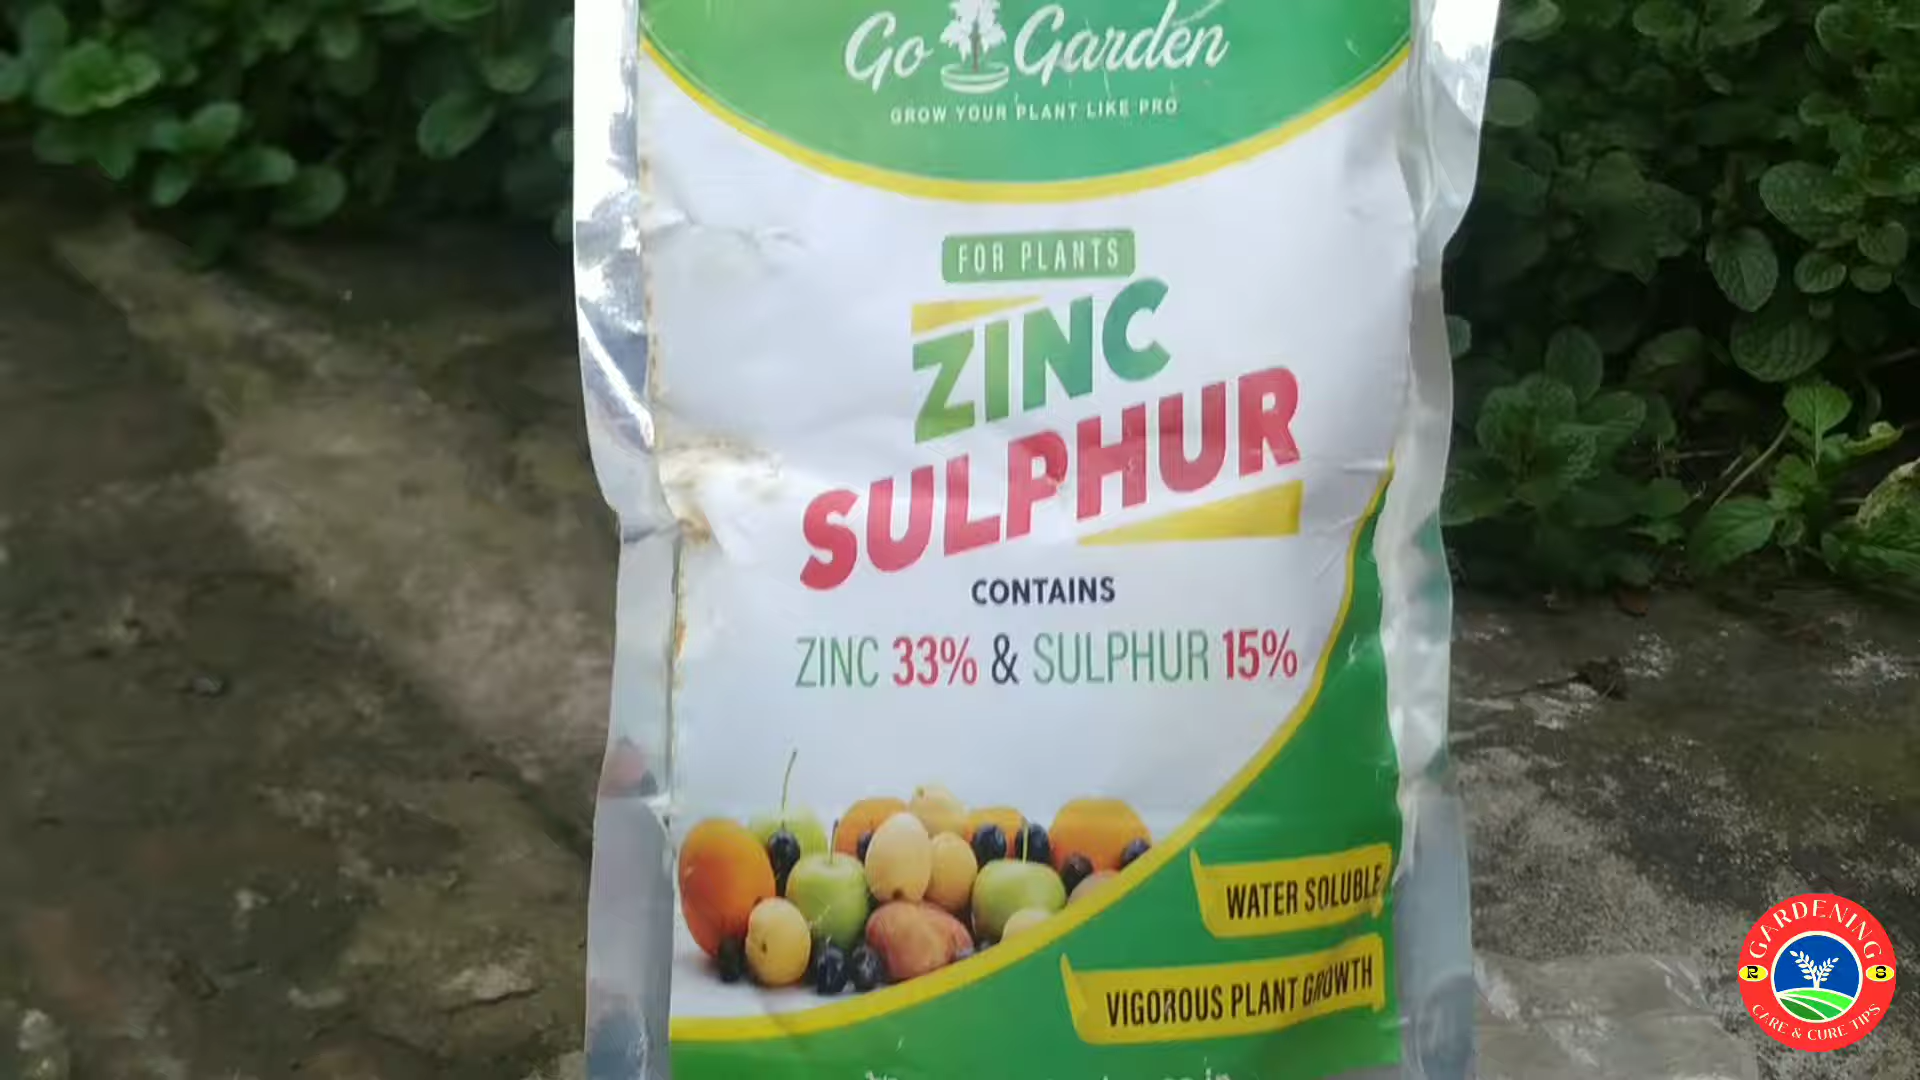 Go Garden
GROW YOUR PLANT LIKE PRO
FOR PLANTS
ZINC
SULPHUR
CONTAINS
ZINC 33% & SULPHUR 15%
WATER SOLUBLE
VIGOROUS PLANT GROWTH
GARDENING
R S
CARE & CURE TIPS